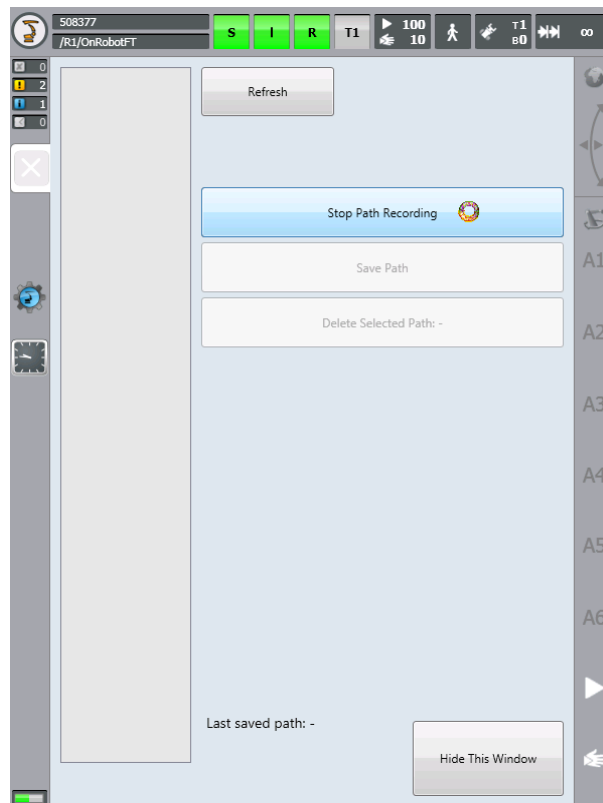 508377
/R1/OnRobotFT
S I R T1 100 10 T1 B0 ∞
0
2
1
0
Refresh
Stop Path Recording
Save Path
Delete Selected Path: -
A1
A2
A3
A4
A5
A6
Last saved path: -
Hide This Window